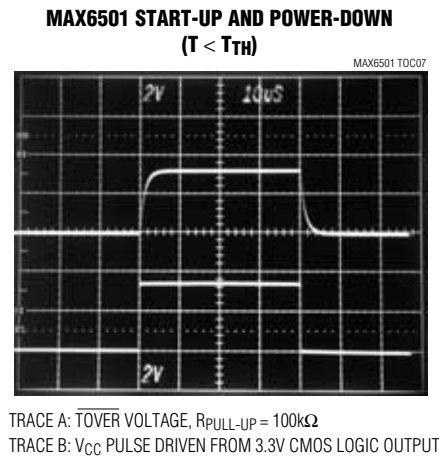 MAX6501 START-UP AND POWER-DOWN
(T < TTH)
MAX6501 TOC07
2V 10uS
2V
TRACE A: TOVER VOLTAGE, RPULL-UP = 100kΩ
TRACE B: VCC PULSE DRIVEN FROM 3.3V CMOS LOGIC OUTPUT